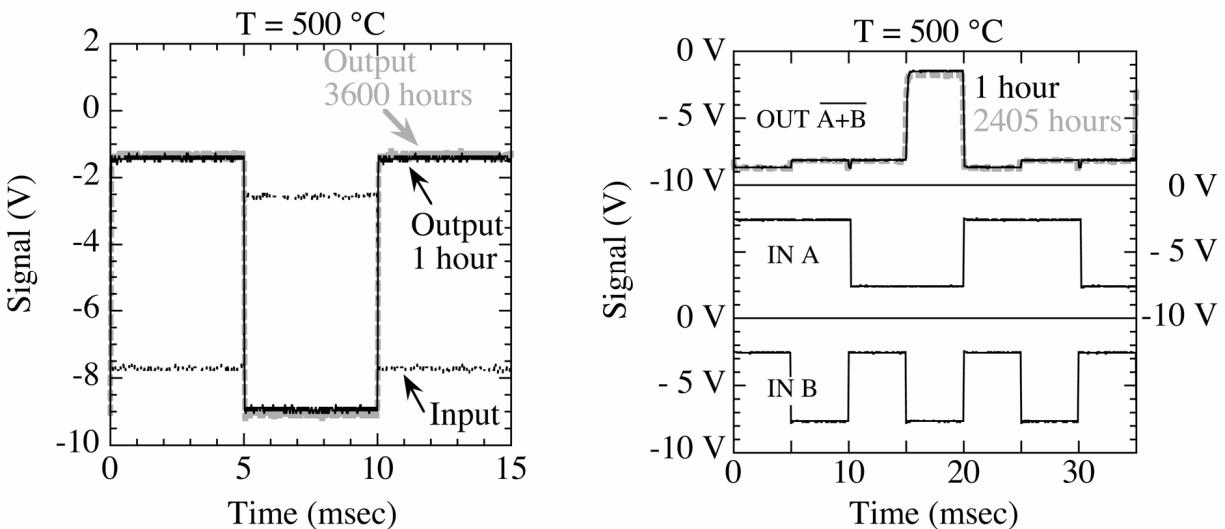 T = 500 °C
2
0
-2
-4
-6
-8
-10
Signal (V)
Output
3600 hours
Output
1 hour
Input
0
5
10
15
Time (msec)
T = 500 °C
0 V
- 5 V
-10 V
0 V
- 5 V
-10 V
OUT A+B
1 hour
2405 hours
0 V
- 5 V
-10 V
IN A
IN B
Signal (V)
0
10
20
30
Time (msec)